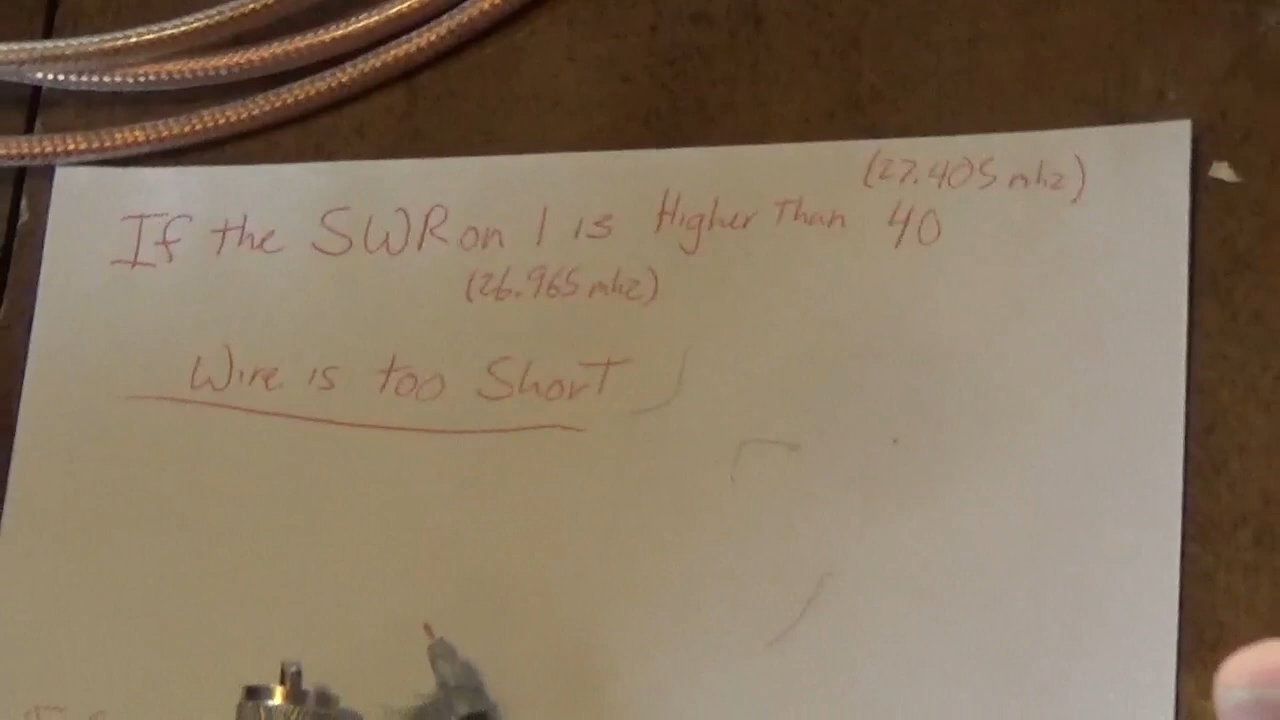 (27.405 mhz)
If the SWR on 1 is Higher Than 40
(26.965 mhz)
Wire is too Short